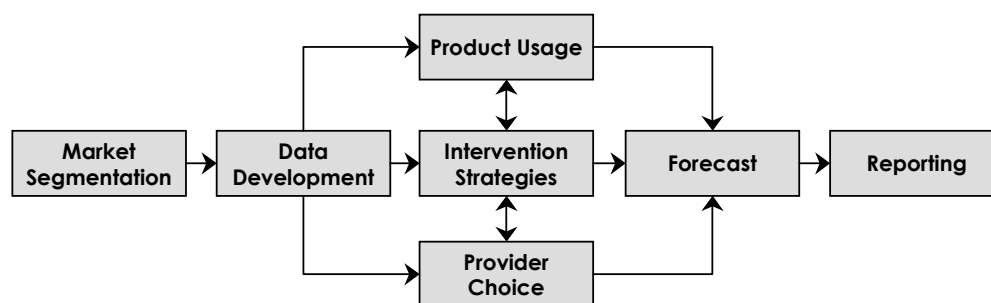 Product Usage
Market
Segmentation
Data
Development
Intervention
Strategies
Forecast
Reporting
Provider
Choice